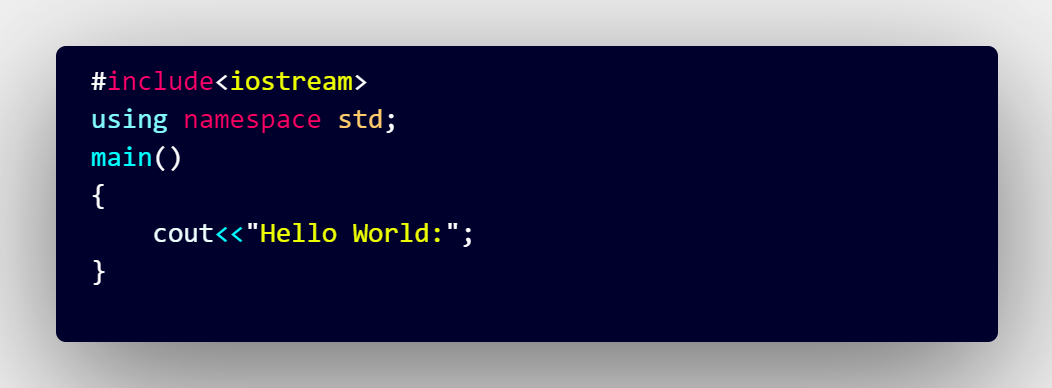 #include<iostream>
using namespace std;
main()
{
    cout<<"Hello World:";
}